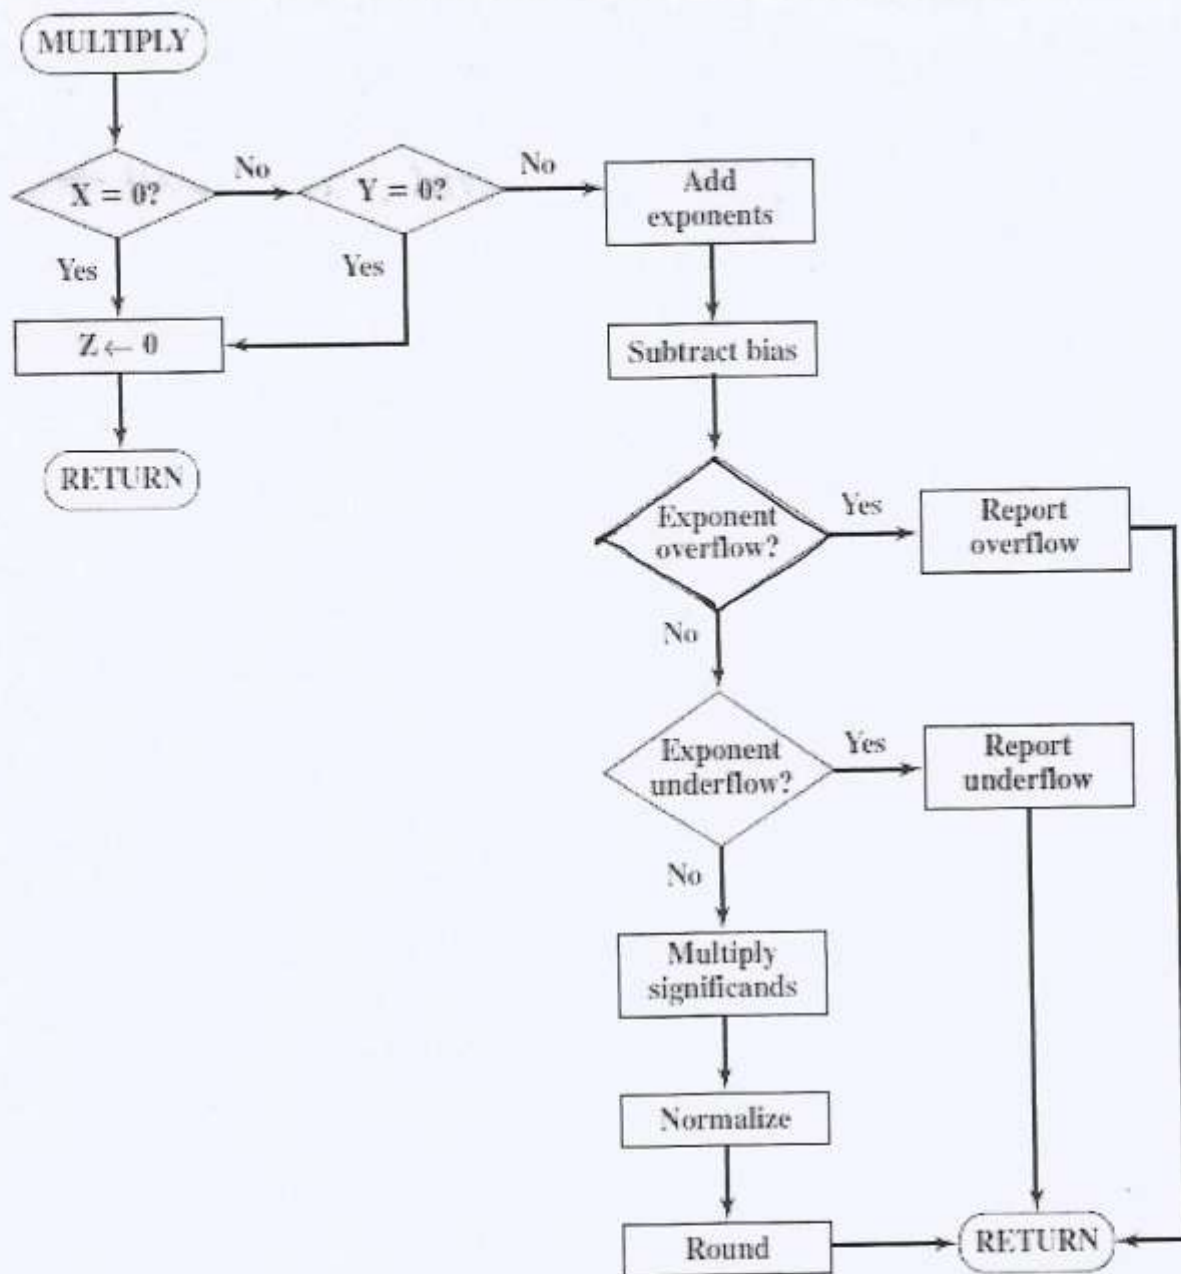 MULTIPLY
X = 0?
No
Y = 0?
No
Add
exponents
Yes
Yes
Z ← 0
Subtract bias
RETURN
Exponent
overflow?
Yes
Report
overflow
No
Exponent
underflow?
Yes
Report
underflow
No
Multiply
significands
Normalize
Round
RETURN